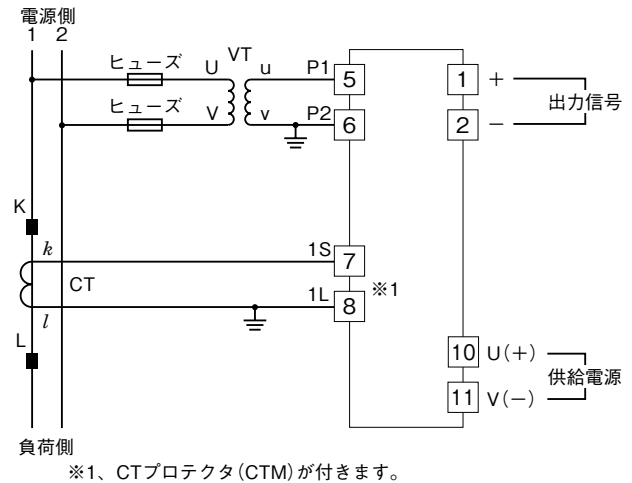 電源側
1 2
ヒューズ U VT u P1 5 1 +
出力信号
ヒューズ V v P2 6 2 −
K
k 1S 7
CT ※1
l 1L 8
L
10 U(+)
供給電源
11 V(−)
負荷側
※1、CTプロテクタ(CTM)が付きます。